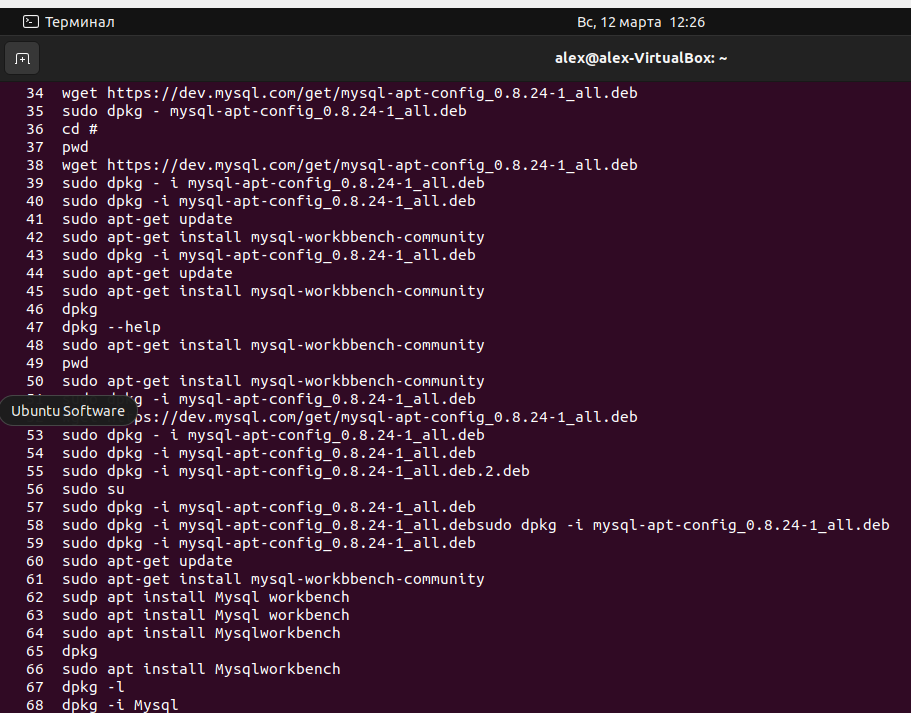 Терминал
Вс, 12 марта 12:26
alex@alex-VirtualBox: ~
34 wget https://dev.mysql.com/get/mysql-apt-config_0.8.24-1_all.deb
35 sudo dpkg - mysql-apt-config_0.8.24-1_all.deb
36 cd #
37 pwd
38 wget https://dev.mysql.com/get/mysql-apt-config_0.8.24-1_all.deb
39 sudo dpkg - i mysql-apt-config_0.8.24-1_all.deb
40 sudo dpkg -i mysql-apt-config_0.8.24-1_all.deb
41 sudo apt-get update
42 sudo apt-get install mysql-workbbench-community
43 sudo dpkg -i mysql-apt-config_0.8.24-1_all.deb
44 sudo apt-get update
45 sudo apt-get install mysql-workbbench-community
46 dpkg
47 dpkg --help
48 sudo apt-get install mysql-workbbench-community
49 pwd
50 sudo apt-get install mysql-workbbench-community
-i mysql-apt-config_0.8.24-1_all.deb
Ubuntu Software
ps://dev.mysql.com/get/mysql-apt-config_0.8.24-1_all.deb
53 sudo dpkg - i mysql-apt-config_0.8.24-1_all.deb
54 sudo dpkg -i mysql-apt-config_0.8.24-1_all.deb
55 sudo dpkg -i mysql-apt-config_0.8.24-1_all.deb.2.deb
56 sudo su
57 sudo dpkg -i mysql-apt-config_0.8.24-1_all.deb
58 sudo dpkg -i mysql-apt-config_0.8.24-1_all.debsudo dpkg -i mysql-apt-config_0.8.24-1_all.deb
59 sudo dpkg -i mysql-apt-config_0.8.24-1_all.deb
60 sudo apt-get update
61 sudo apt-get install mysql-workbbench-community
62 sudp apt install Mysql workbench
63 sudo apt install Mysql workbench
64 sudo apt install Mysqlworkbench
65 dpkg
66 sudo apt install Mysqlworkbench
67 dpkg -l
68 dpkg -i Mysql